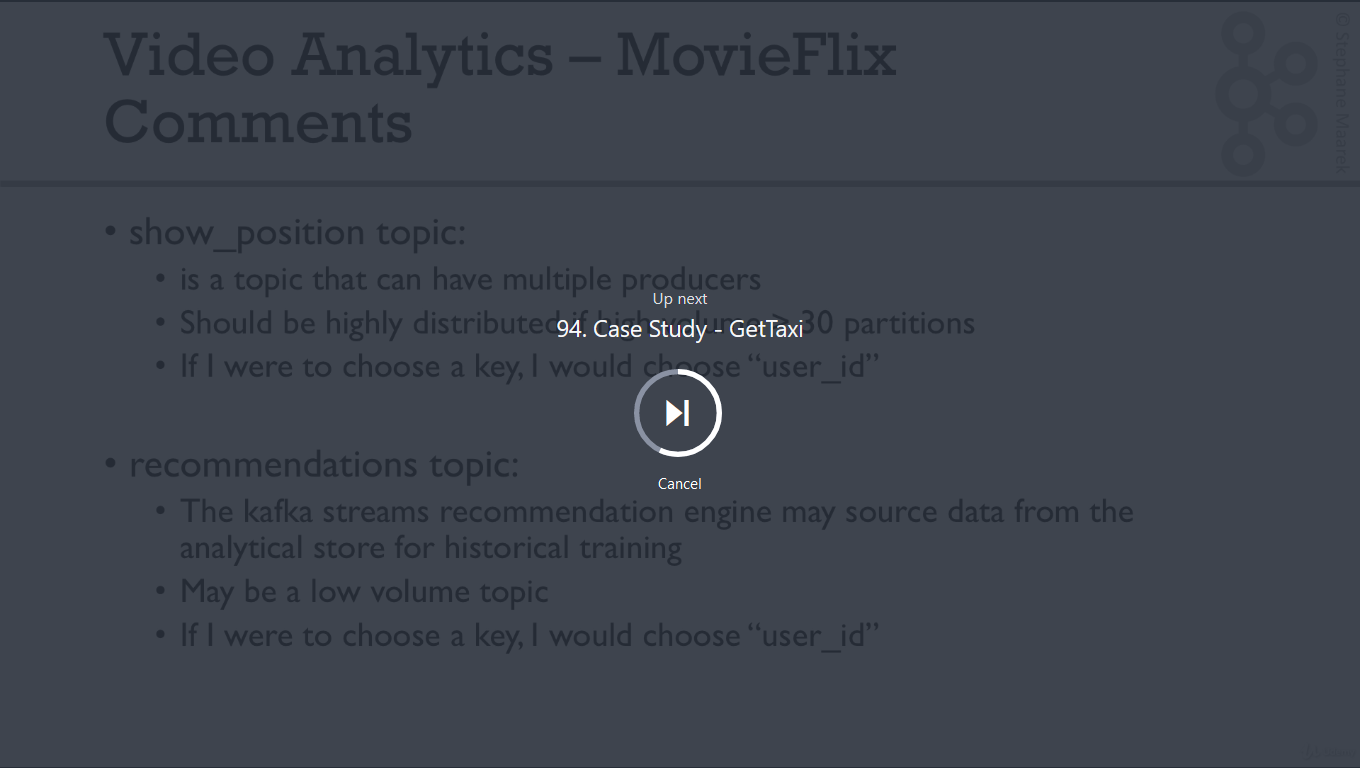 Video Analytics – MovieFlix
Comments
© Stephane Maarek
• show_position topic:
• is a topic that can have multiple producers
Up next
• Should be highly distributed if high volume > 30 partitions
94. Case Study - GetTaxi
• If I were to choose a key, I would choose “user_id”
Cancel
• recommendations topic:
• The kafka streams recommendation engine may source data from the
analytical store for historical training
• May be a low volume topic
• If I were to choose a key, I would choose “user_id”